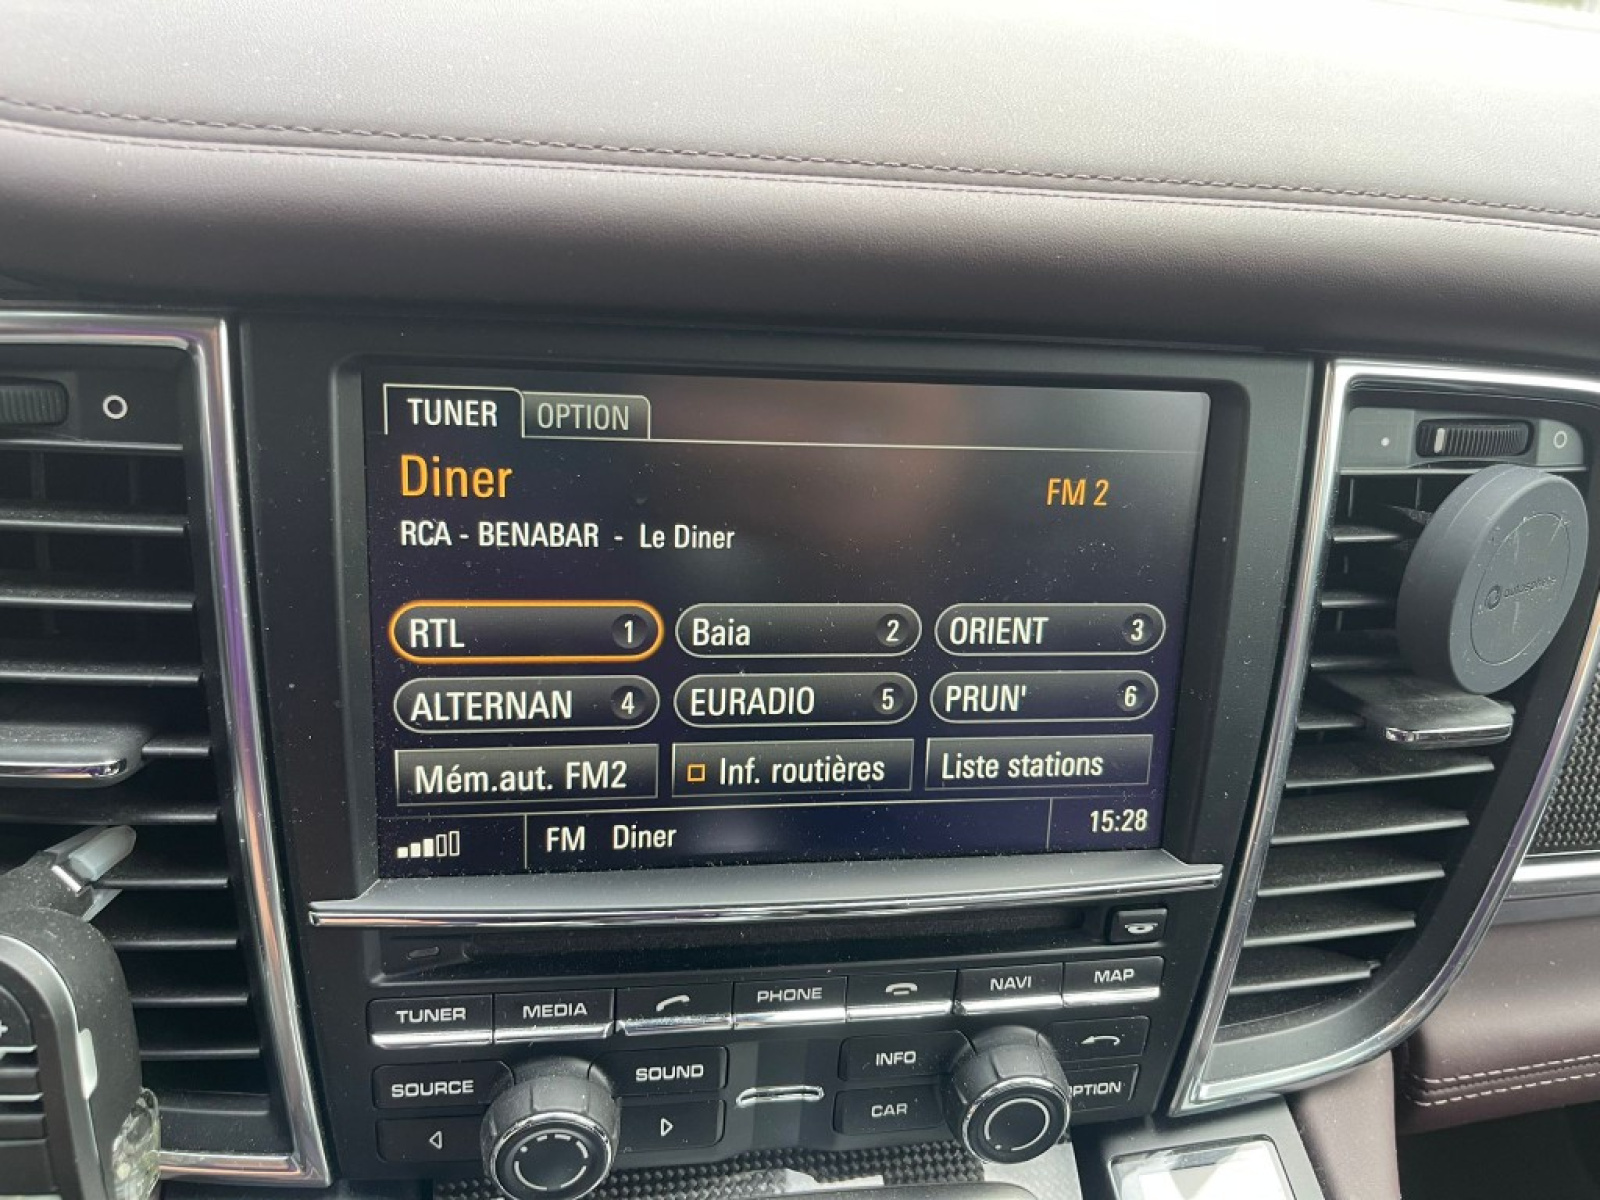 TUNER OPTION
Diner
FM 2
RCA - BENABAR - Le Diner
RTL 1 Baia 2 ORIENT 3
ALTERNAN 4 EURADIO 5 PRUN' 6
Mém.aut. FM2 Inf. routières Liste stations
FM Diner 15:28
autosphere
TUNER MEDIA PHONE NAVI MAP
SOURCE SOUND INFO OPTION
CAR